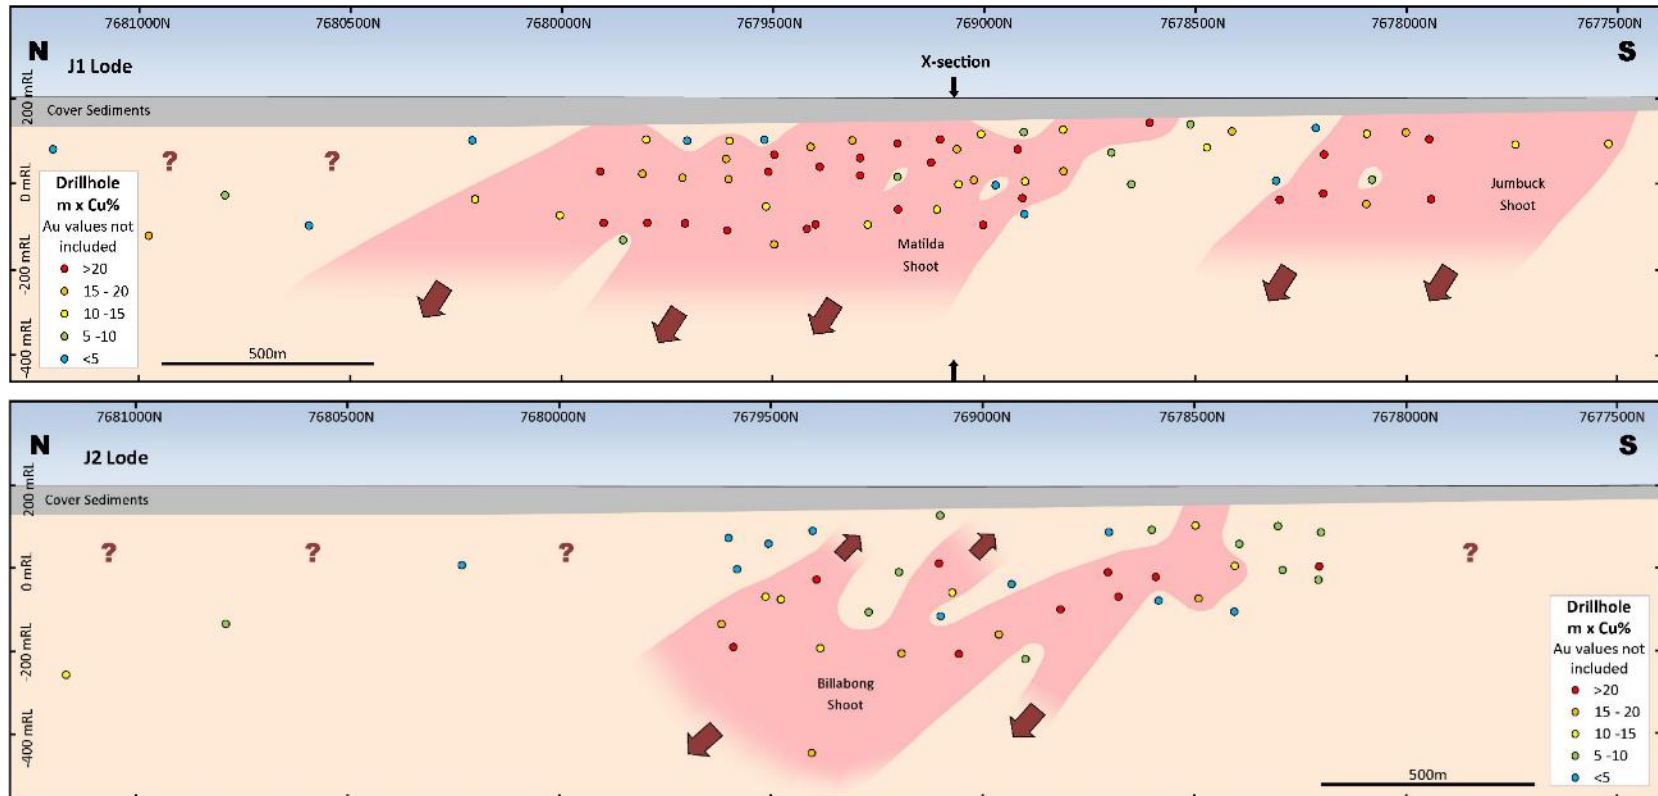 7681000N 7680500N 7680000N 7679500N 769000N 7678500N 7678000N 7677500N
N S
J1 Lode
X-section
200 mRL
Cover Sediments
? ?
0 mRL
Drillhole
m x Cu%
Au values not
included
>20
15 - 20
10 -15
5 -10
<5
Jumbuck
Shoot
Matilda
Shoot
-200 mRL
-400 mRL
500m
7681000N 7680500N 7680000N 7679500N 769000N 7678500N 7678000N 7677500N
N S
J2 Lode
200 mRL
Cover Sediments
? ? ? ?
0 mRL
-200 mRL
Billabong
Shoot
-400 mRL
Drillhole
m x Cu%
Au values not
included
>20
15 - 20
10 -15
5 -10
<5
500m